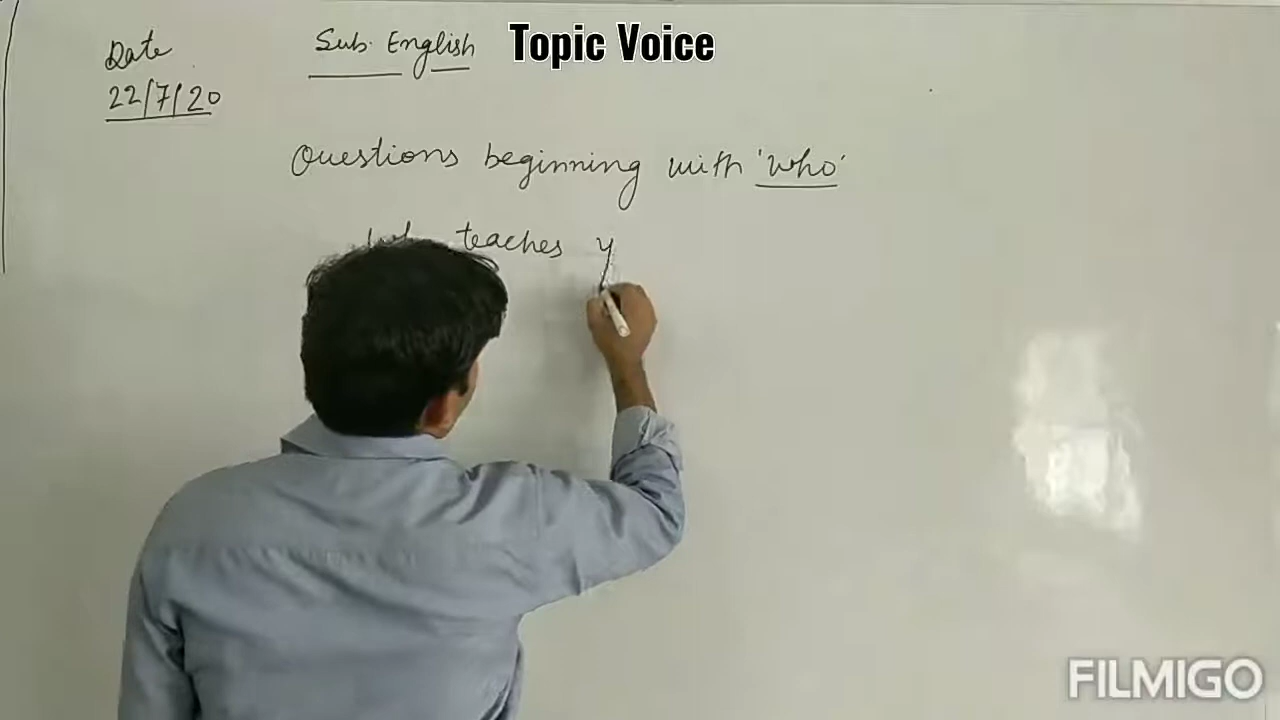 Date
22/7/20
Sub. English
Topic Voice
Questions beginning with 'who'
teaches y
FILMIGO